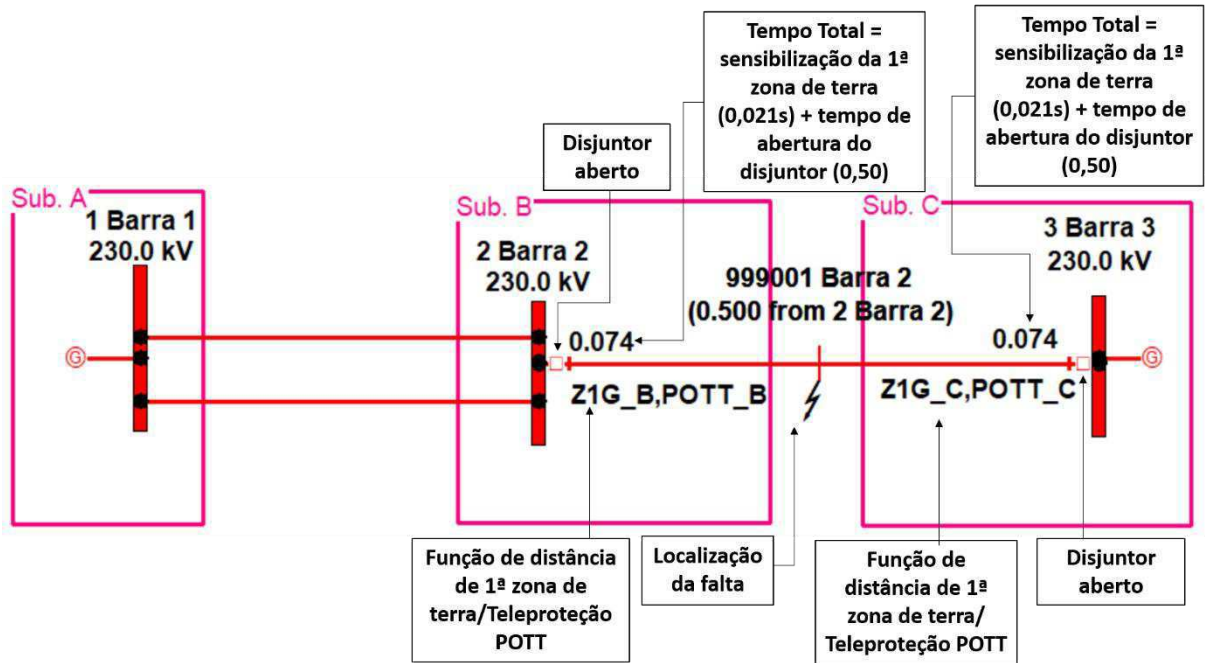 Tempo Total =
sensibilização da 1ª
zona de terra
(0,021s) + tempo de
abertura do
disjuntor (0,50)
Tempo Total =
sensibilização da 1ª
zona de terra
(0,021s) + tempo de
abertura do disjuntor
(0,50)
Disjuntor
aberto
Sub. A
1 Barra 1
230.0 kV
G
Sub. B
2 Barra 2
230.0 kV
0.074
Z1G_B,POTT_B
999001 Barra 2
(0.500 from 2 Barra 2)
Sub. C
3 Barra 3
230.0 kV
0.074
Z1G_C,POTT_C
G
Função de distância
de 1ª zona de
terra/Teleproteção
POTT
Localização
da falta
Função de
distância de 1ª
zona de terra/
Teleproteção POTT
Disjuntor
aberto